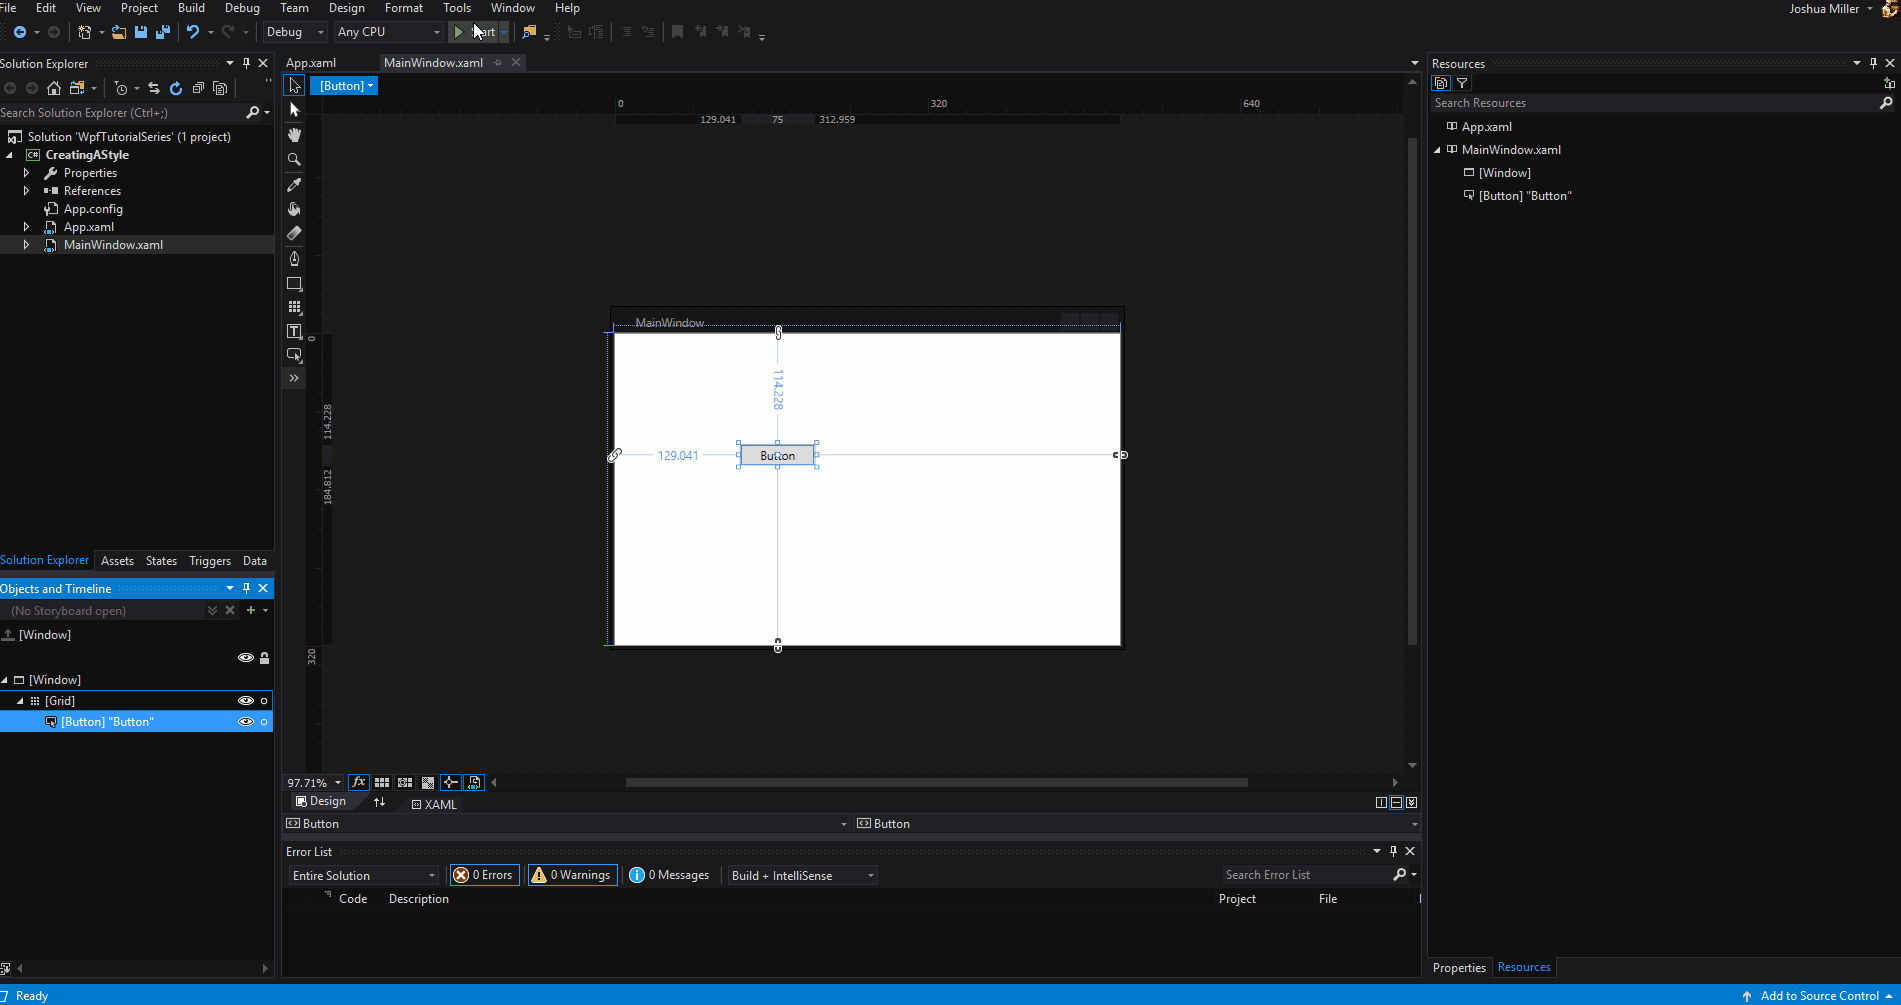 File Edit View Project Build Debug Team Design Format Tools Window Help
Joshua Miller
Debug Any CPU
Solution Explorer
App.xaml MainWindow.xaml
Resources
[Button]
Search Solution Explorer (Ctrl+;)
0 320 640
Search Resources
129.041 75 312.959
Solution 'WpfTutorialSeries' (1 project)
App.xaml
CreatingAStyle
MainWindow.xaml
Properties
[Window]
References
[Button] "Button"
App.config
App.xaml
MainWindow.xaml
MainWindow
0
114.228
114.228
129.041
Button
184.812
Solution Explorer Assets States Triggers Data
Objects and Timeline
(No Storyboard open)
[Window]
320
[Window]
[Grid]
[Button] "Button"
97.71% fx
Design XAML
Button Button
Error List
Entire Solution 0 Errors 0 Warnings 0 Messages Build + IntelliSense Search Error List
Code Description Project File
Properties Resources
Ready Add to Source Control